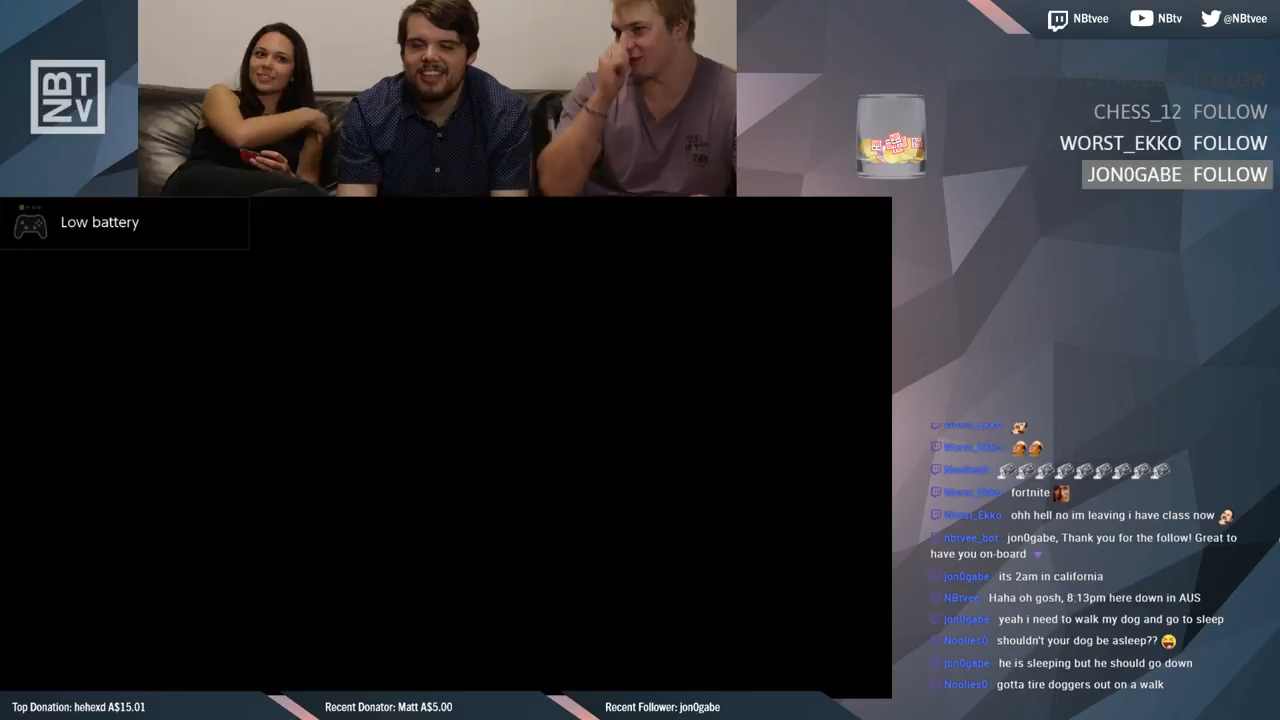 NBtvee
NBtv
@NBtvee
NB
TV
FOLLOW
CHESS_12 FOLLOW
WORST_EKKO FOLLOW
JON0GABE FOLLOW
Low battery
Worst_Ekko
Worst_Ekko
Noolies0
Worst_Ekko fortnite
Worst_Ekko ohh hell no im leaving i have class now
nbtvee_bot jon0gabe, Thank you for the follow! Great to
have you on-board
jon0gabe its 2am in california
NBtvee Haha oh gosh, 8:13pm here down in AUS
jon0gabe yeah i need to walk my dog and go to sleep
Noolies0 shouldn't your dog be asleep??
jon0gabe he is sleeping but he should go down
Noolies0 gotta tire doggers out on a walk
Top Donation: hehexd A$15.01
Recent Donator: Matt A$5.00
Recent Follower: jon0gabe